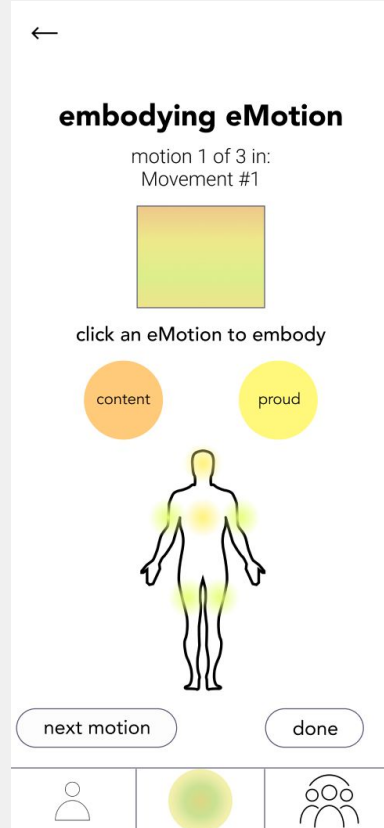 embodying eMotion
motion 1 of 3 in:
Movement #1
click an eMotion to embody
content
proud
next motion
done